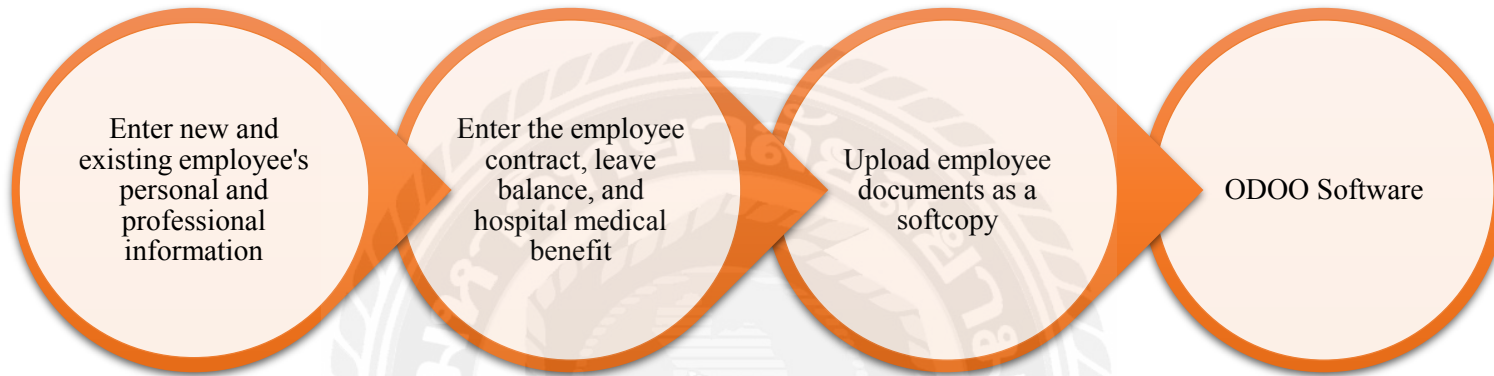 Enter new and
existing employee's
personal and
professional
information
Enter the employee
contract, leave
balance, and
hospital medical
benefit
Upload employee
documents as a
softcopy
ODOO Software